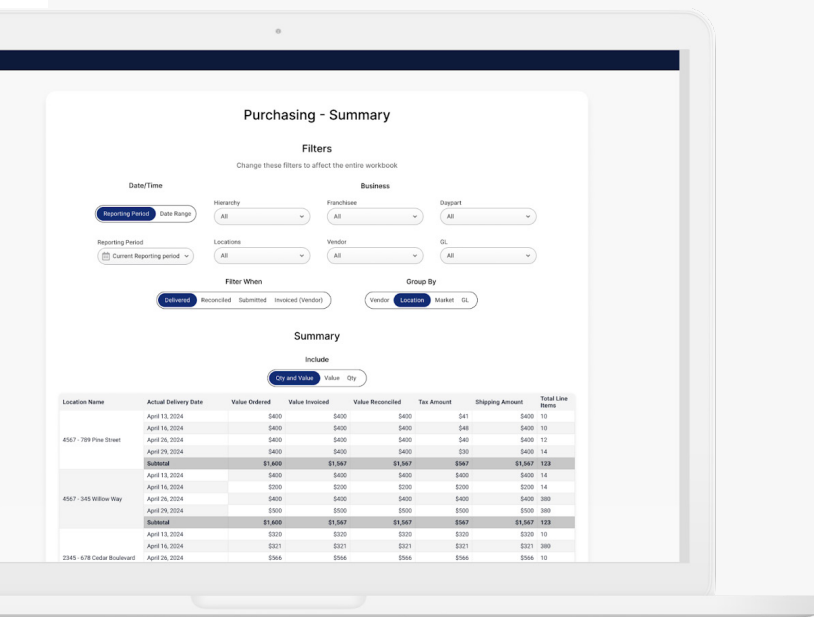 Purchasing - Summary
Filters
Change these filters to affect the entire workbook
Date/Time Business
Hierarchy Franchisee Daypart
Reporting Period Date Range All All All
Reporting Period Locations Vendor GL
Current Reporting period All All All
Filter When Group By
Delivered Reconciled Submitted Invoiced (Vendor) Vendor Location Market GL
Summary
Include
Qty and Value Value Qty
Location Name Actual Delivery Date Value Ordered Value Invoiced Value Reconciled Tax Amount Shipping Amount Total Line Items
April 13, 2024 $400 $400 $400 $41 $400 10
April 16, 2024 $400 $400 $400 $48 $400 10
4567 - 789 Pine Street April 26, 2024 $400 $400 $400 $40 $400 12
April 29, 2024 $400 $400 $400 $30 $400 14
Subtotal $1,600 $1,567 $1,567 $567 $1,567 123
April 13, 2024 $400 $400 $400 $400 $400 14
April 16, 2024 $200 $200 $200 $200 $200 14
4567 - 345 Willow Way April 26, 2024 $400 $400 $400 $400 $400 380
April 29, 2024 $500 $500 $500 $500 $500 380
Subtotal $1,600 $1,567 $1,567 $567 $1,567 123
April 13, 2024 $320 $320 $320 $320 $320 10
April 16, 2024 $321 $321 $321 $321 $321 380
2345 - 678 Cedar Boulevard April 26, 2024 $566 $566 $566 $566 $566 10